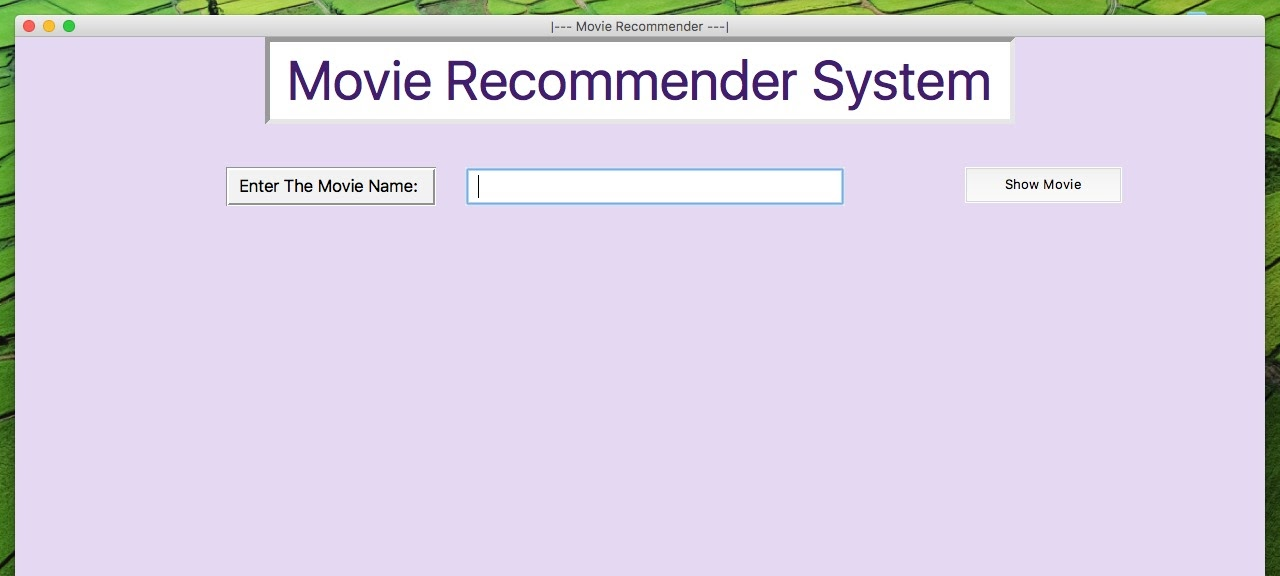 |--- Movie Recommender ---|
Movie Recommender System
Enter The Movie Name:
Show Movie